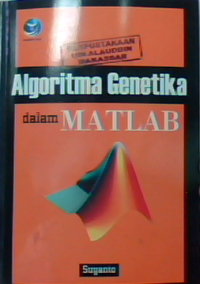 PERPUSTAKAAN
UIN ALAUDDIN
MAKASSAR
Algoritma Genetika
dalam MATLAB
Suyanto